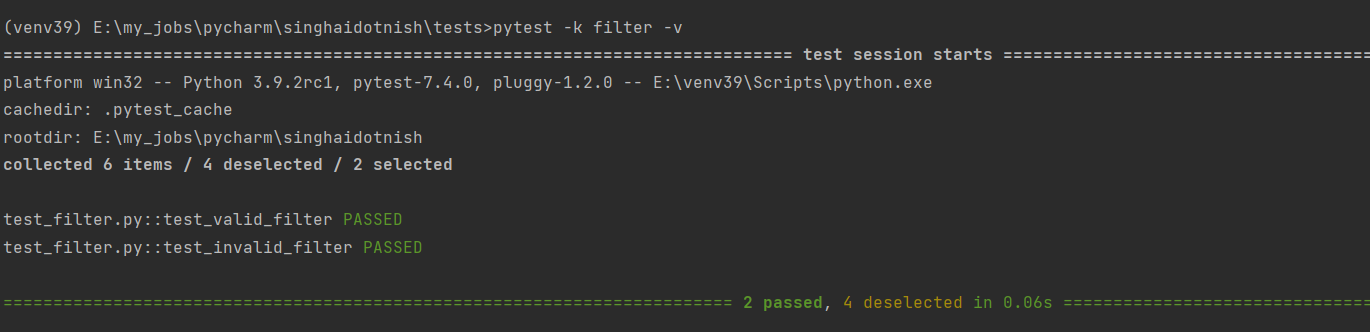 (venv39) E:\my_jobs\pycharm\singhaidotnish\tests>pytest -k filter -v
============================================================================== test session starts =====================================
platform win32 -- Python 3.9.2rc1, pytest-7.4.0, pluggy-1.2.0 -- E:\venv39\Scripts\python.exe
cachedir: .pytest_cache
rootdir: E:\my_jobs\pycharm\singhaidotnish
collected 6 items / 4 deselected / 2 selected
test_filter.py::test_valid_filter PASSED
test_filter.py::test_invalid_filter PASSED
========================================================================= 2 passed, 4 deselected in 0.06s ===============================